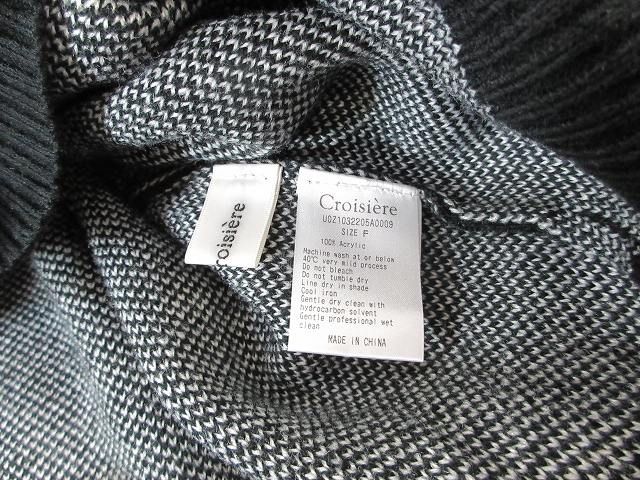 roisière
Croisière
U0Z1032205A0009
SIZE F
100% Acrylic
Machine wash at or below
40℃ very mild process
Do not bleach
Do not tumble dry
Line dry in shade
Cool iron
Gentle dry clean with
hydrocarbon solvent
Gentle professional wet
clean
MADE IN CHINA